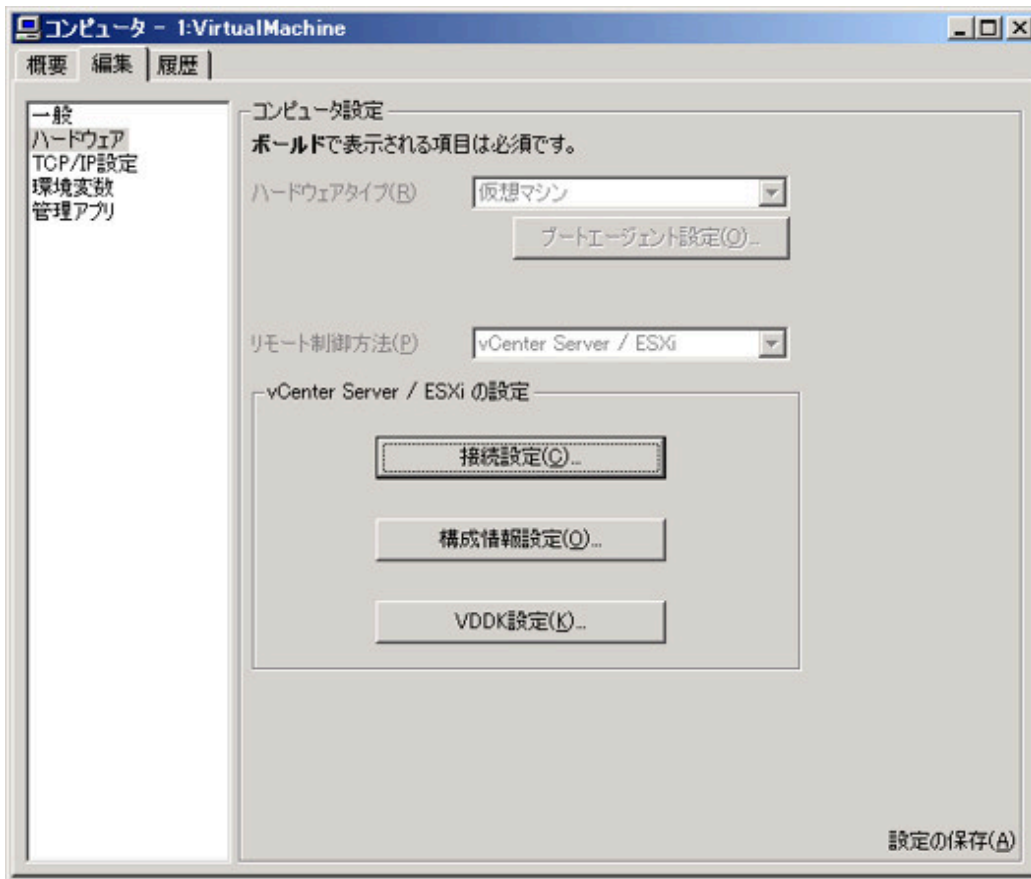 コンピュータ - 1:VirtualMachine
概要 編集 履歴
一般
ハードウェア
TCP/IP設定
環境変数
管理アプリ
コンピュータ設定
ボールドで表示される項目は必須です。
ハードウェアタイプ(R) 仮想マシン
ブートエージェント設定(O)...
リモート制御方法(P) vCenter Server / ESXi
vCenter Server / ESXi の設定
接続設定(C)...
構成情報設定(O)...
VDDK設定(K)...
設定の保存(A)